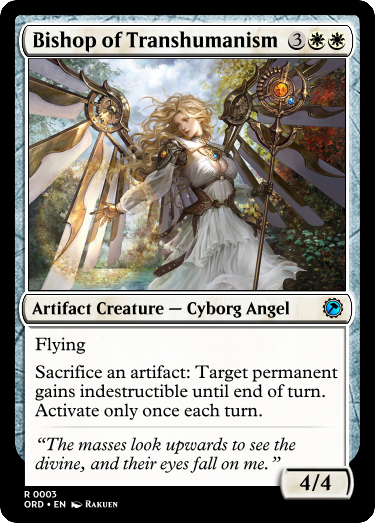 Bishop of Transhumanism 3
Artifact Creature — Cyborg Angel
Flying
Sacrifice an artifact: Target permanent
gains indestructible until end of turn.
Activate only once each turn.
“The masses look upwards to see the
divine, and their eyes fall on me.”
4/4
R 0003
ORD • EN Rakuen